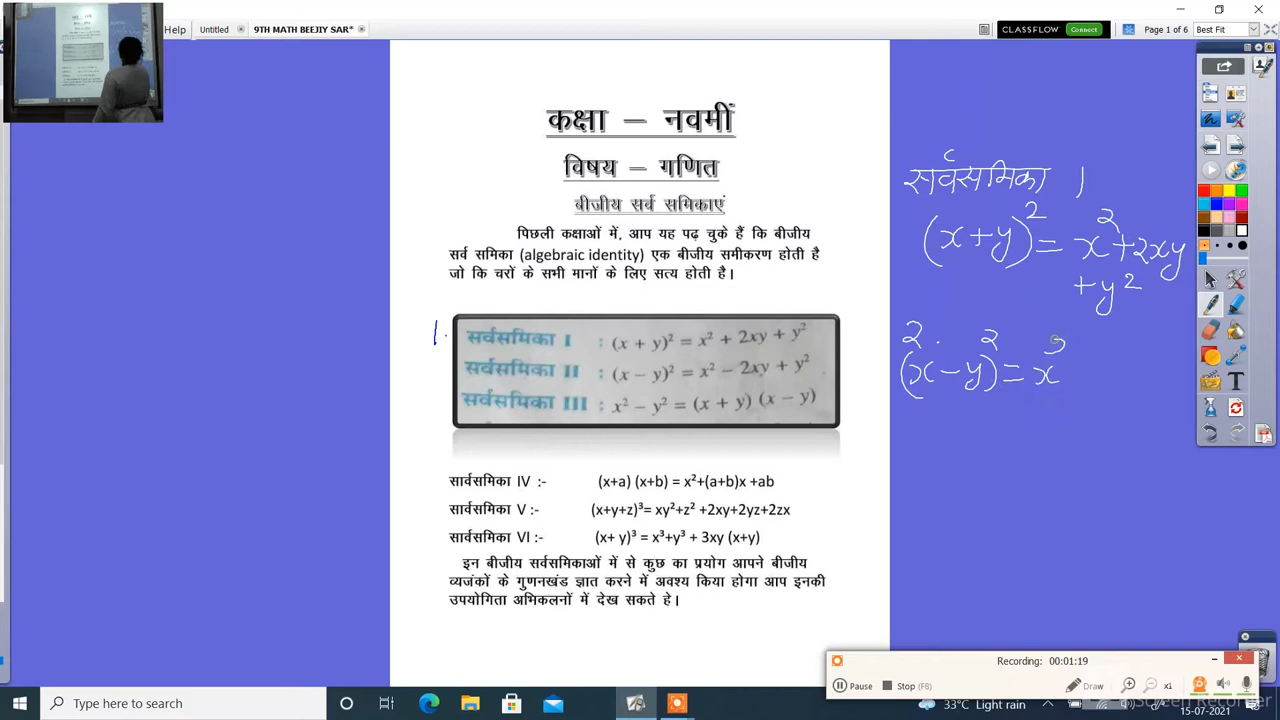 Help
Untitled
9TH MATH BEEJIY SAR*
CLASSFLOW
Connect
Page 1 of 6
Best Fit
कक्षा – नवमीं
विषय – गणित
बीजीय सर्व समिकाएं
पिछली कक्षाओं में, आप यह पढ़ चुके हैं कि बीजीय
सर्व समिका (algebraic identity) एक बीजीय समीकरण होती है
जो कि चरों के सभी मानों के लिए सत्य होती है।
1.
सर्वसमिका I : (x + y)² = x² + 2xy + y²
सर्वसमिका II : (x – y)² = x² – 2xy + y²
सर्वसमिका III : x² – y² = (x + y) (x – y)
सार्वसमिका IV :- (x+a) (x+b) = x²+(a+b)x +ab
सार्वसमिका V :- (x+y+z)³= xy²+z² +2xy+2yz+2zx
सार्वसमिका VI :- (x+ y)³ = x³+y³ + 3xy (x+y)
इन बीजीय सर्वसमिकाओं में से कुछ का प्रयोग आपने बीजीय
व्यजंकों के गुणनखंड ज्ञात करने में अवश्य किया होगा आप इनकी
उपयोगिता अभिकलनों में देख सकते हे।
सर्वसमिका 1
(x+y)² = x²+2xy
+y²
2.
(x-y)² = x
Recording: 00:01:19
Pause
Stop (F8)
x1
Draw
Type here to search
33°C Light rain
15-07-2021